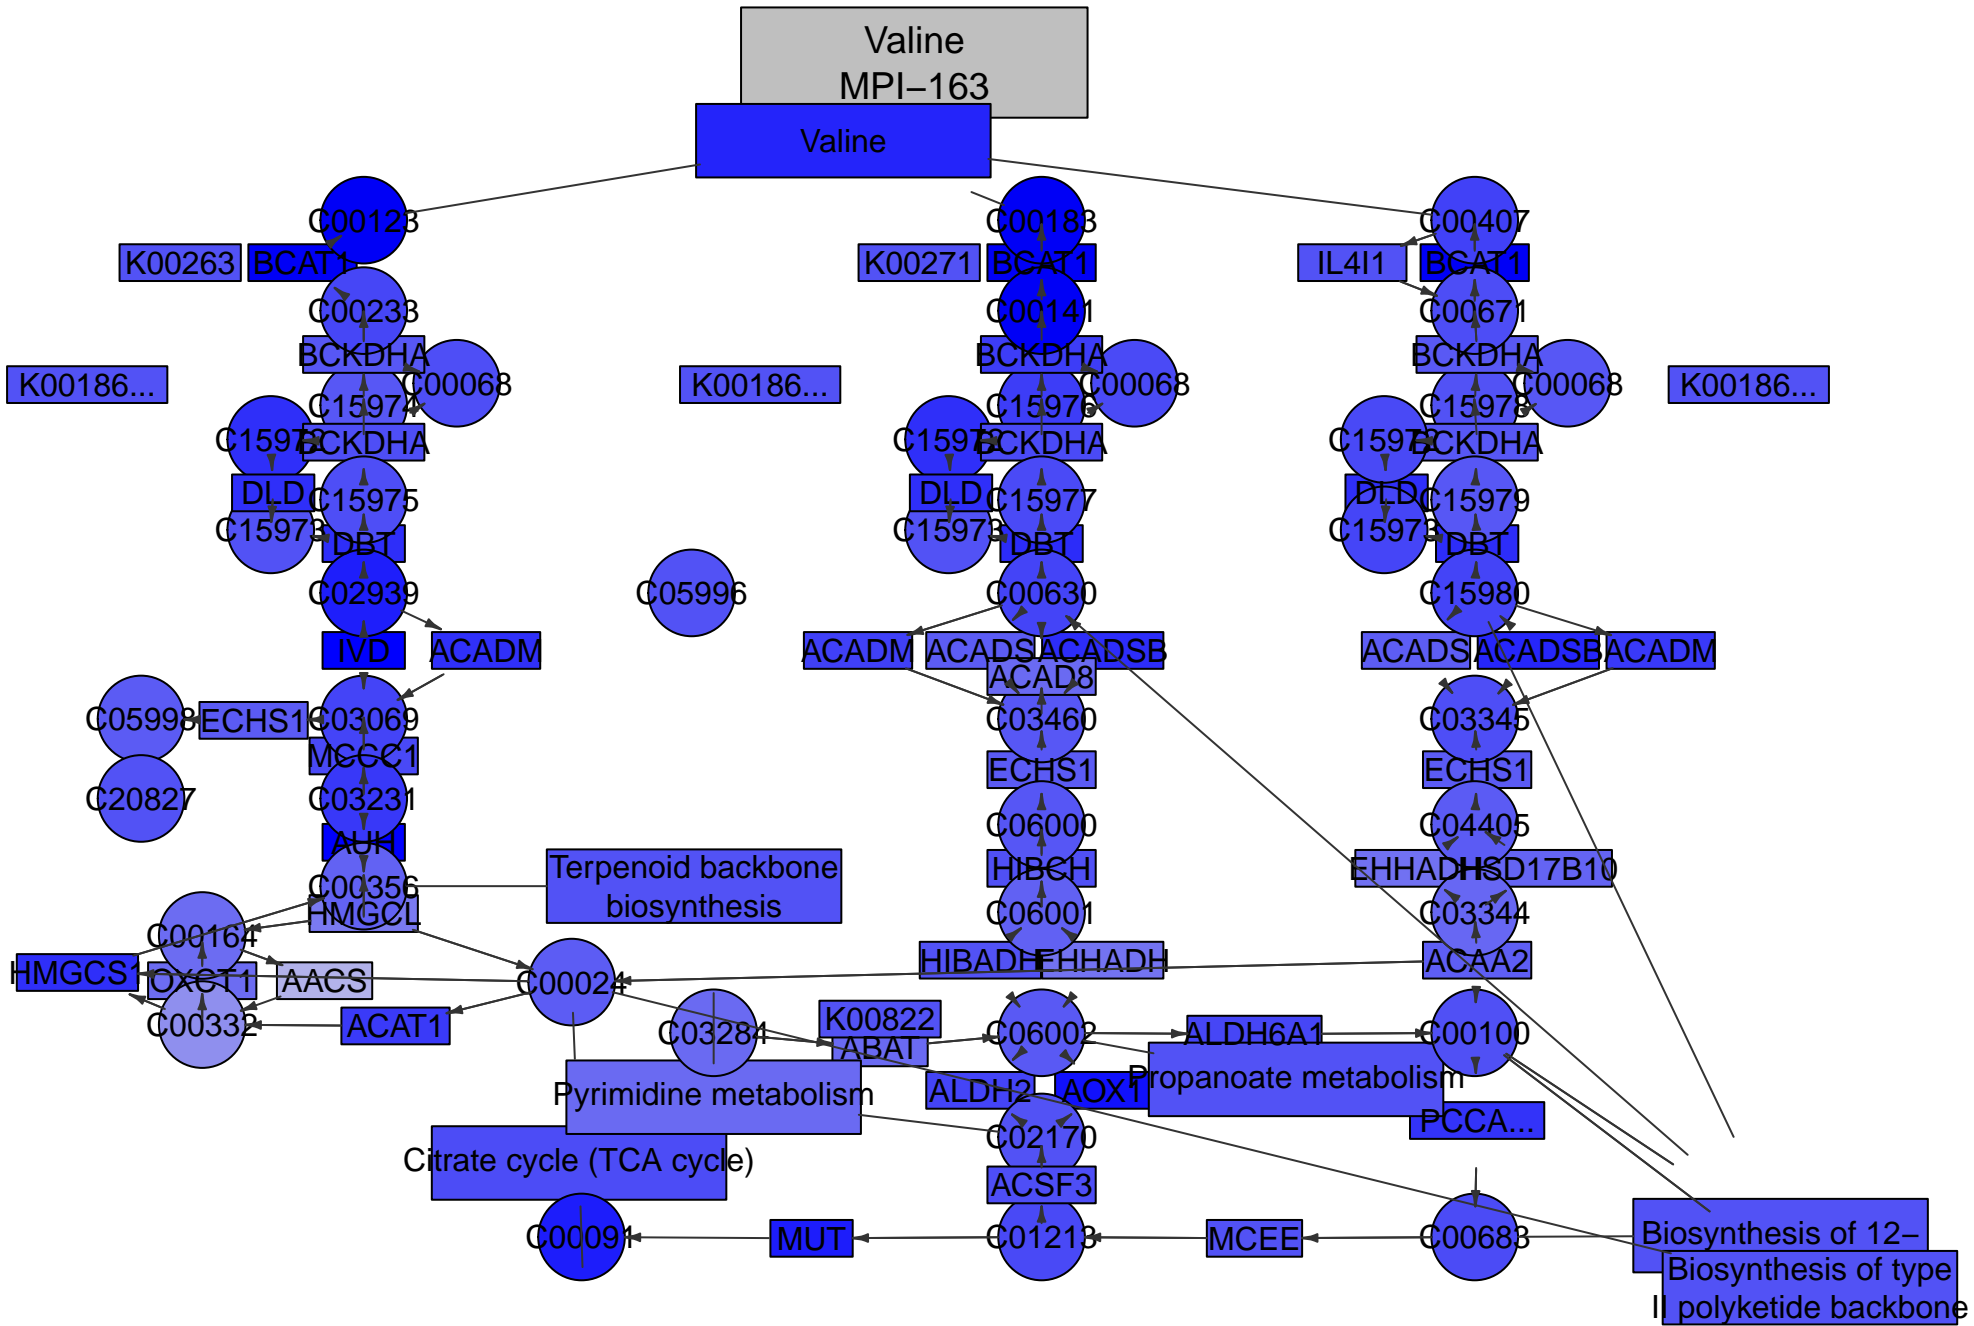 Valine
MPI–163
Valine
C00123
C00183
C00407
K00263
BCAT1
K00271
BCAT1
IL4I1
BCAT1
C00233
C00141
C00671
BCKDHA
BCKDHA
BCKDHA
K00186...
C00068
K00186...
C00068
C00068
K00186...
C15974
C15976
C15978
C15972
BCKDHA
C15972
BCKDHA
C15972
BCKDHA
DLD
C15975
DLD
C15977
DLD
C15979
C15973
DBT
C15973
DBT
C15973
DBT
C02939
C05996
C00630
C15980
IVD
ACADM
ACADM
ACADS
ACADSB
ACADS
ACADSB
ACADM
ACAD8
C05998
ECHS1
C03069
C03460
C03345
MCCC1
ECHS1
ECHS1
C20827
C03231
C06000
C04405
AUH
Terpenoid backbone
biosynthesis
HIBCH
EHHADH
HSD17B10
C00356
HMGCL
C06001
C03344
C00164
HIBADH
EHHADH
ACAA2
HMGCS1
OXCT1
AACS
C00024
C00332
ACAT1
C03284
K00822
ABAT
C06002
ALDH6A1
C00100
Pyrimidine metabolism
ALDH2
AOX1
Propanoate metabolism
PCCA...
C02170
Citrate cycle (TCA cycle)
ACSF3
C00091
MUT
C01213
MCEE
C00683
Biosynthesis of 12–
Biosynthesis of type
II polyketide backbone